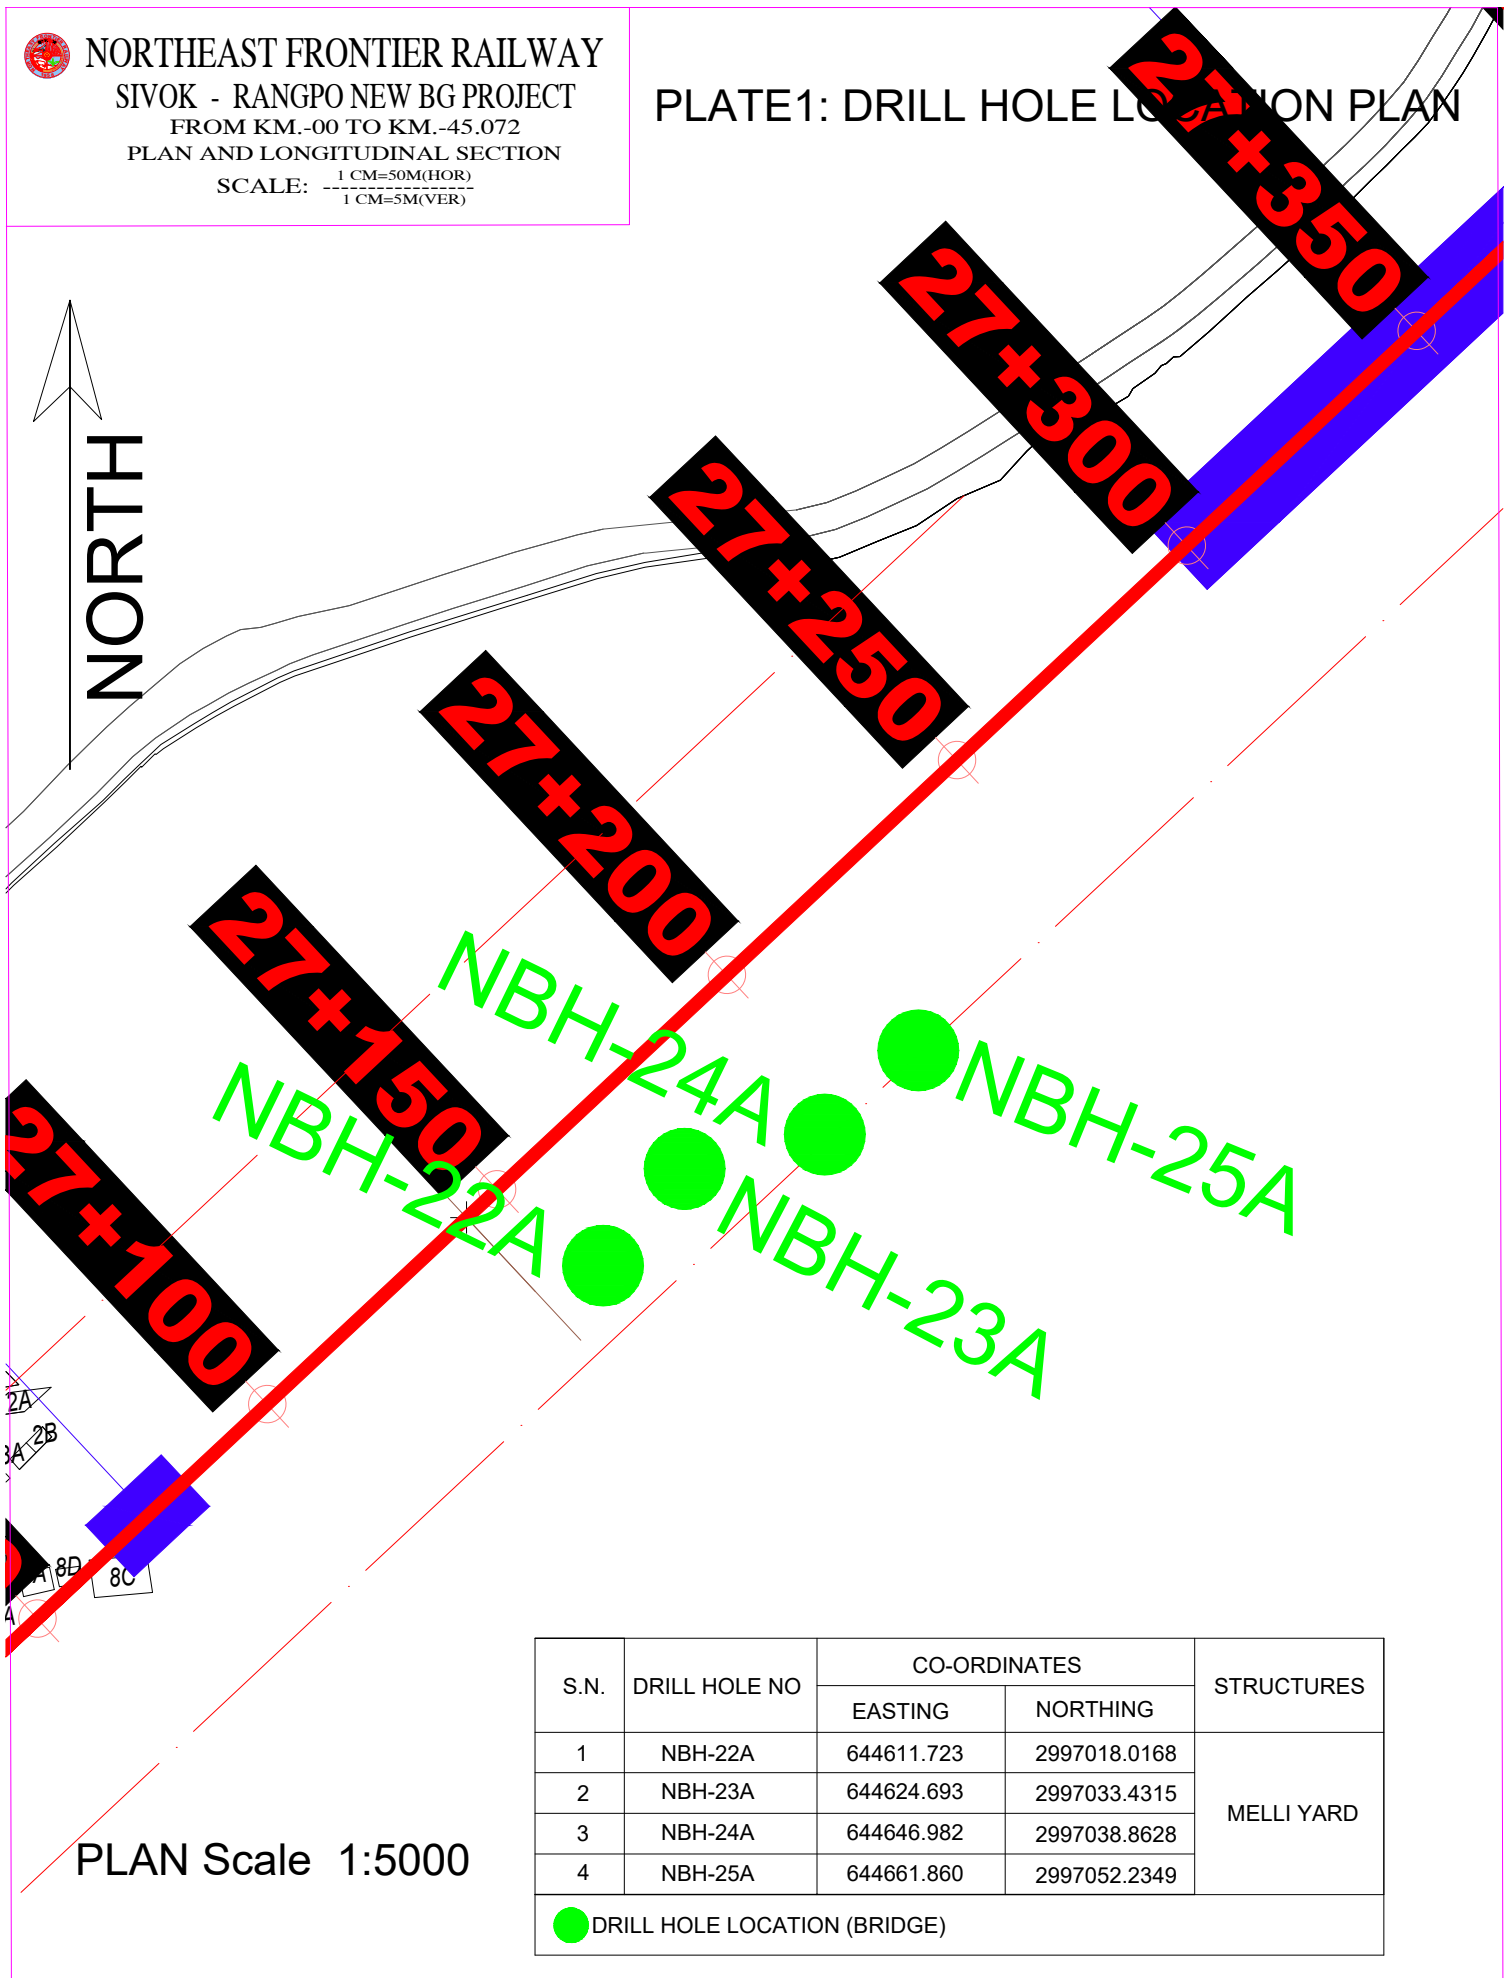 NORTHEAST FRONTIER RAILWAY
SIVOK - RANGPO NEW BG PROJECT
FROM KM.-00 TO KM.-45.072
PLAN AND LONGITUDINAL SECTION
SCALE: 1 CM=50M(HOR)
-----------------
1 CM=5M(VER)
PLATE1: DRILL HOLE LOCATION PLAN
27+350
27+300
NORTH
27+250
27+200
27+150
27+100
NBH-24A
NBH-25A
NBH-22A
NBH-23A
2A
2B
8D
8C
S.N. DRILL HOLE NO CO-ORDINATES STRUCTURES
EASTING NORTHING
1 NBH-22A 644611.723 2997018.0168
2 NBH-23A 644624.693 2997033.4315
MELLI YARD
3 NBH-24A 644646.982 2997038.8628
4 NBH-25A 644661.860 2997052.2349
DRILL HOLE LOCATION (BRIDGE)
PLAN Scale 1:5000